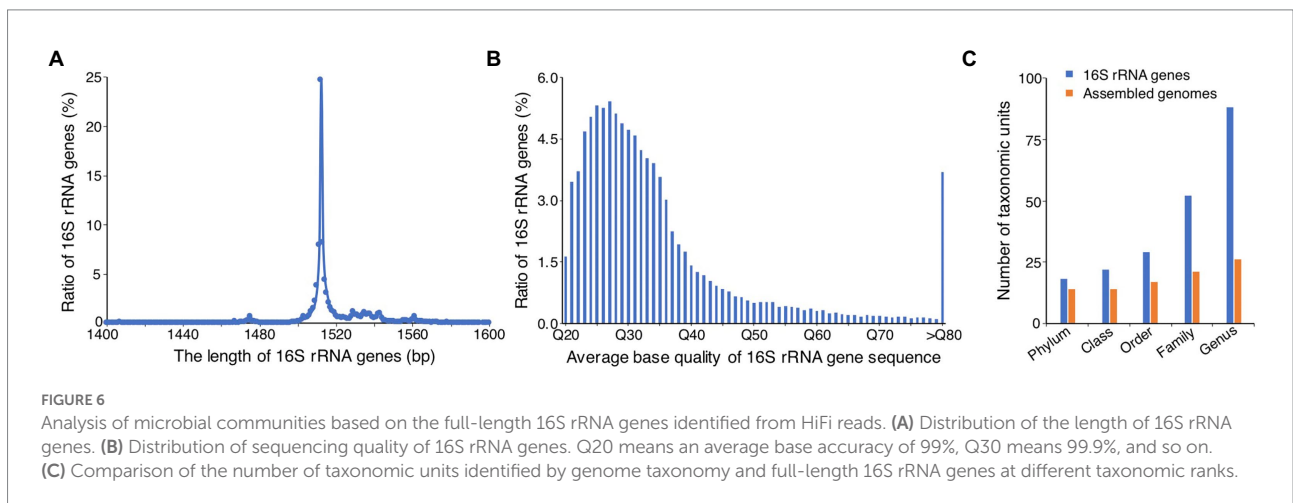 A
Ratio of 16S rRNA genes (%)
25
20
15
10
5
0
1400 1440 1480 1520 1560 1600
The length of 16S rRNA genes (bp)
B
Ratio of 16S rRNA genes (%)
6.0
4.5
3.0
1.5
0.0
Q20 Q30 Q40 Q50 Q60 Q70 >Q80
Average base quality of 16S rRNA gene sequence
C
16S rRNA genes
Assembled genomes
Number of taxonomic units
100
75
50
25
0
Phylum Class Order Family Genus
FIGURE 6
Analysis of microbial communities based on the full-length 16S rRNA genes identified from HiFi reads. (A) Distribution of the length of 16S rRNA
genes. (B) Distribution of sequencing quality of 16S rRNA genes. Q20 means an average base accuracy of 99%, Q30 means 99.9%, and so on.
(C) Comparison of the number of taxonomic units identified by genome taxonomy and full-length 16S rRNA genes at different taxonomic ranks.